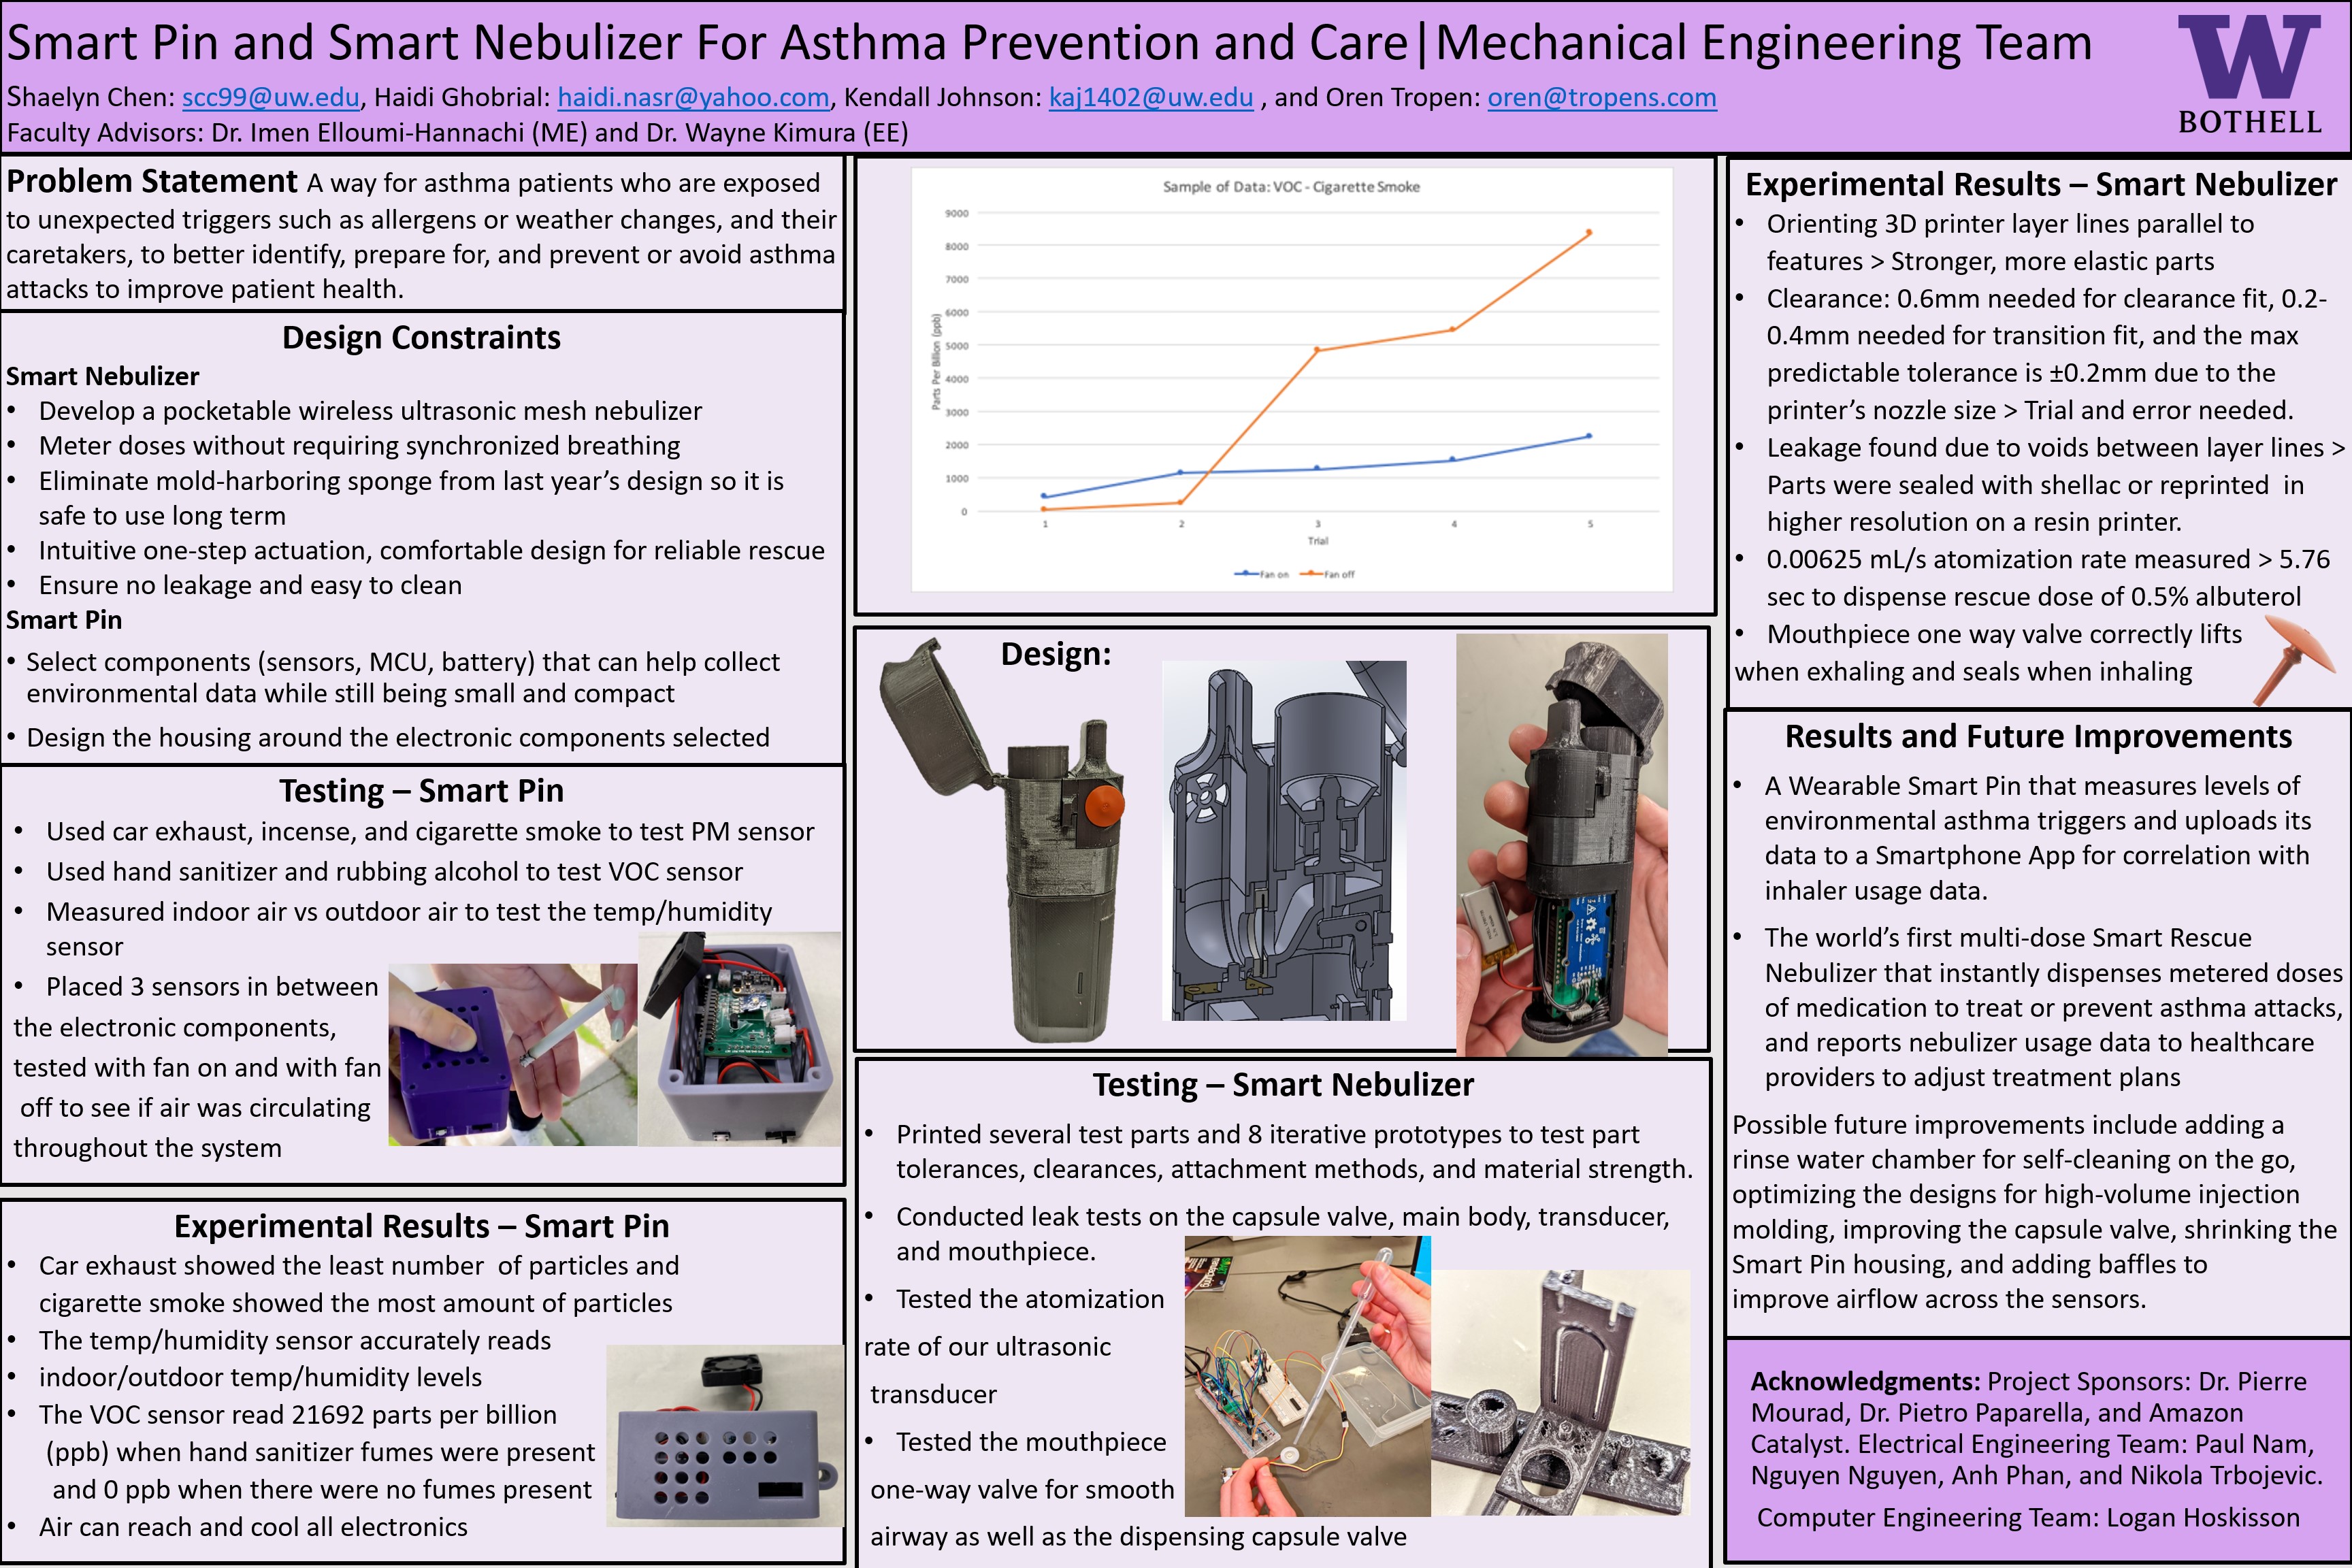 Smart Pin and Smart Nebulizer For Asthma Prevention and Care|Mechanical Engineering Team
Shaelyn Chen: scc99@uw.edu, Haidi Ghobrial: haidi.nasr@yahoo.com, Kendall Johnson: kaj1402@uw.edu , and Oren Tropen: oren@tropens.com
Faculty Advisors: Dr. Imen Elloumi-Hannachi (ME) and Dr. Wayne Kimura (EE)
W
BOTHELL
Problem Statement A way for asthma patients who are exposed
to unexpected triggers such as allergens or weather changes, and their
caretakers, to better identify, prepare for, and prevent or avoid asthma
attacks to improve patient health.
Design Constraints
Smart Nebulizer
• Develop a pocketable wireless ultrasonic mesh nebulizer
• Meter doses without requiring synchronized breathing
• Eliminate mold-harboring sponge from last year's design so it is
safe to use long term
• Intuitive one-step actuation, comfortable design for reliable rescue
• Ensure no leakage and easy to clean
Smart Pin
• Select components (sensors, MCU, battery) that can help collect
environmental data while still being small and compact
• Design the housing around the electronic components selected
Testing – Smart Pin
• Used car exhaust, incense, and cigarette smoke to test PM sensor
• Used hand sanitizer and rubbing alcohol to test VOC sensor
• Measured indoor air vs outdoor air to test the temp/humidity
sensor
• Placed 3 sensors in between
the electronic components,
tested with fan on and with fan
off to see if air was circulating
throughout the system
Experimental Results – Smart Pin
• Car exhaust showed the least number of particles and
cigarette smoke showed the most amount of particles
• The temp/humidity sensor accurately reads
• indoor/outdoor temp/humidity levels
• The VOC sensor read 21692 parts per billion
(ppb) when hand sanitizer fumes were present
and 0 ppb when there were no fumes present
• Air can reach and cool all electronics
Sample of Data: VOC - Cigarette Smoke
Parts Per Billion (ppb)
9000
8000
7000
6000
5000
4000
3000
2000
1000
0
1 2 3 4 5
Trial
Fan on Fan off
Design:
Testing – Smart Nebulizer
• Printed several test parts and 8 iterative prototypes to test part
tolerances, clearances, attachment methods, and material strength.
• Conducted leak tests on the capsule valve, main body, transducer,
and mouthpiece.
• Tested the atomization
rate of our ultrasonic
transducer
• Tested the mouthpiece
one-way valve for smooth
airway as well as the dispensing capsule valve
Experimental Results – Smart Nebulizer
• Orienting 3D printer layer lines parallel to
features > Stronger, more elastic parts
• Clearance: 0.6mm needed for clearance fit, 0.2-
0.4mm needed for transition fit, and the max
predictable tolerance is ±0.2mm due to the
printer's nozzle size > Trial and error needed.
• Leakage found due to voids between layer lines >
Parts were sealed with shellac or reprinted in
higher resolution on a resin printer.
• 0.00625 mL/s atomization rate measured > 5.76
sec to dispense rescue dose of 0.5% albuterol
• Mouthpiece one way valve correctly lifts
when exhaling and seals when inhaling
Results and Future Improvements
• A Wearable Smart Pin that measures levels of
environmental asthma triggers and uploads its
data to a Smartphone App for correlation with
inhaler usage data.
• The world's first multi-dose Smart Rescue
Nebulizer that instantly dispenses metered doses
of medication to treat or prevent asthma attacks,
and reports nebulizer usage data to healthcare
providers to adjust treatment plans
Possible future improvements include adding a
rinse water chamber for self-cleaning on the go,
optimizing the designs for high-volume injection
molding, improving the capsule valve, shrinking the
Smart Pin housing, and adding baffles to
improve airflow across the sensors.
Acknowledgments: Project Sponsors: Dr. Pierre
Mourad, Dr. Pietro Paparella, and Amazon
Catalyst. Electrical Engineering Team: Paul Nam,
Nguyen Nguyen, Anh Phan, and Nikola Trbojevic.
Computer Engineering Team: Logan Hoskisson